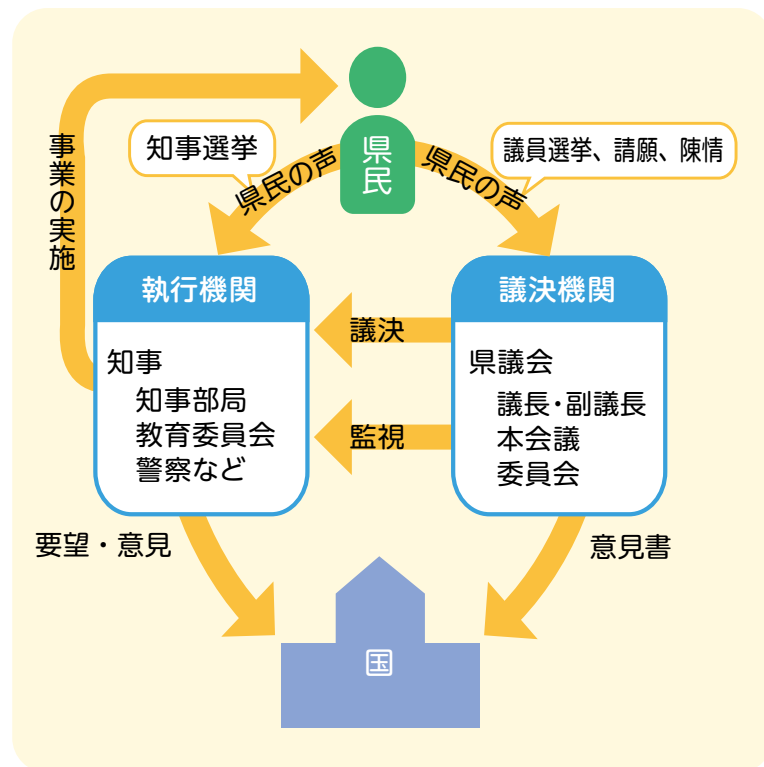 県民
知事選挙
議員選挙、請願、陳情
県民の声
県民の声
事業の実施
執行機関
知事
知事部局
教育委員会
警察など
議決
監視
議決機関
県議会
議長・副議長
本会議
委員会
要望・意見
意見書
国